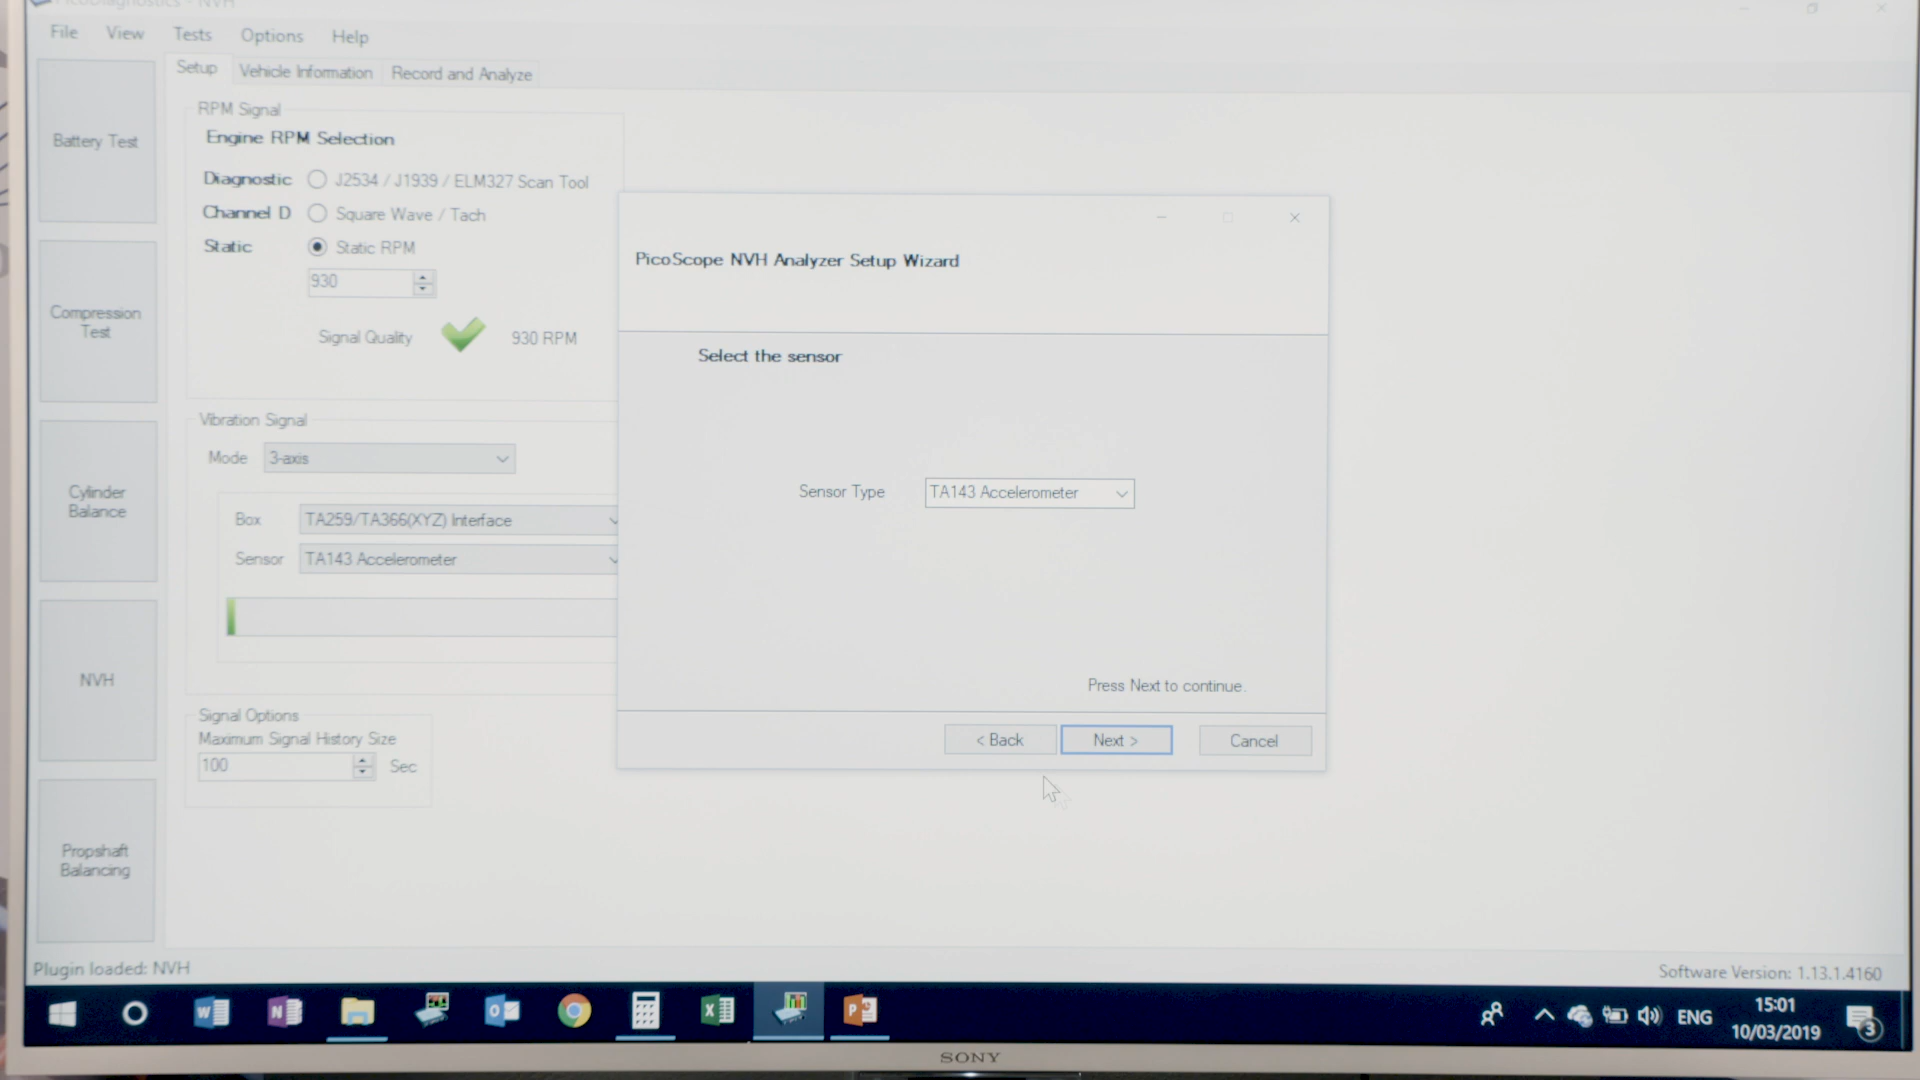 PicoDiagnostics - NVH
File View Tests Options Help
Setup Vehicle Information Record and Analyze
Battery Test
Compression
Test
Cylinder
Balance
NVH
Propshaft
Balancing
RPM Signal
Engine RPM Selection
Diagnostic J2534 / J1939 / ELM327 Scan Tool
Channel D Square Wave / Tach
Static Static RPM
930
Signal Quality 930 RPM
Vibration Signal
Mode 3-axis
Box TA259/TA366(XYZ) Interface
Sensor TA143 Accelerometer
Signal Options
Maximum Signal History Size
100 Sec
PicoScope NVH Analyzer Setup Wizard
Select the sensor
Sensor Type TA143 Accelerometer
Press Next to continue.
< Back Next > Cancel
Plugin loaded: NVH
Software Version: 1.13.1.4160
ENG
15:01
10/03/2019
3
SONY